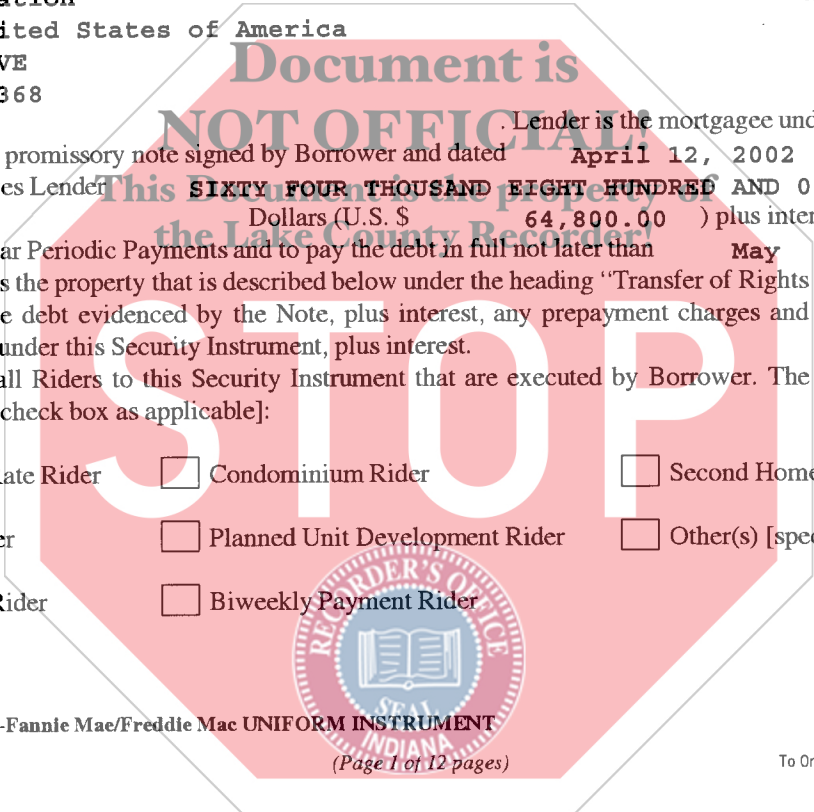 ited States of America
VE
368
Document is
NOT OFFICIAL!
. Lender is the mortgagee und
promissory note signed by Borrower and dated April 12, 2002
es Lender SIXTY FOUR THOUSAND EIGHT HUNDRED AND 0
This Document is the property of
Dollars (U.S. $ 64,800.00 ) plus inter
the Lake County Recorder!
ar Periodic Payments and to pay the debt in full not later than May
s the property that is described below under the heading "Transfer of Rights
e debt evidenced by the Note, plus interest, any prepayment charges and
under this Security Instrument, plus interest.
all Riders to this Security Instrument that are executed by Borrower. The
check box as applicable]:
STOP
ate Rider Condominium Rider Second Home
er Planned Unit Development Rider Other(s) [spec
Rider Biweekly Payment Rider
RECORDER'S OFFICE
SEAL
INDIANA
-Fannie Mae/Freddie Mac UNIFORM INSTRUMENT
(Page 1 of 12 pages)
To Or